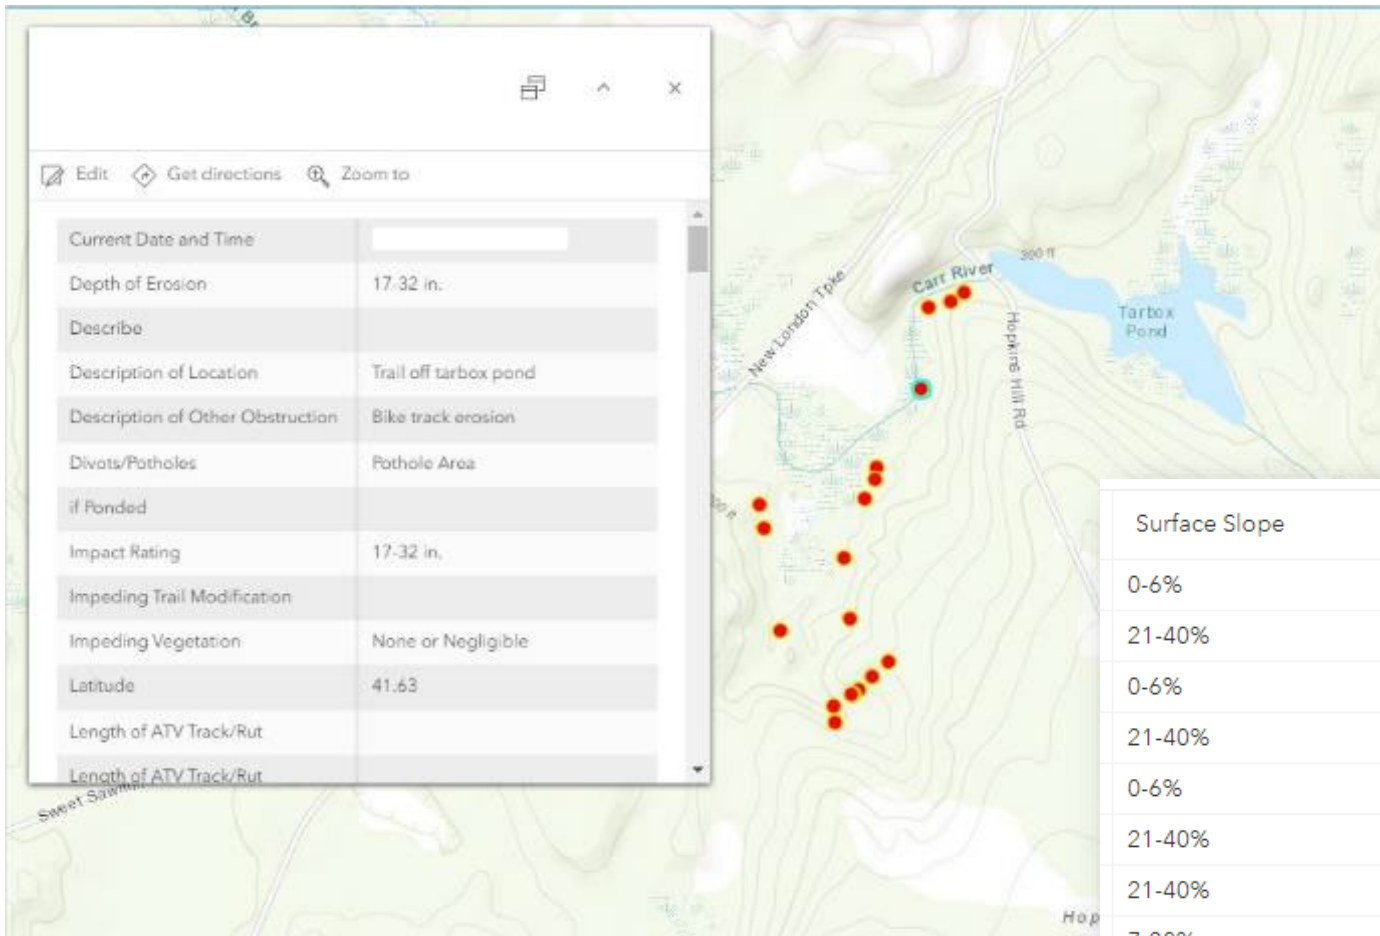 Edit Get directions Zoom to
Current Date and Time
Depth of Erosion 17-32 in.
Describe
Description of Location Trail off tarbox pond
Description of Other Obstruction Bike track erosion
Divots/Potholes Pothole Area
if Ponded
Impact Rating 17-32 in.
Impeding Trail Modification
Impeding Vegetation None or Negligible
Latitude 41.63
Length of ATV Track/Rut
Length of ATV Track/Rut
Br
New London Tpke
Carr River
300 ft
Tarbox
Pond
Hopkins Hill Rd
Sweet
Hop
Surface Slope
0-6%
21-40%
0-6%
21-40%
0-6%
21-40%
21-40%